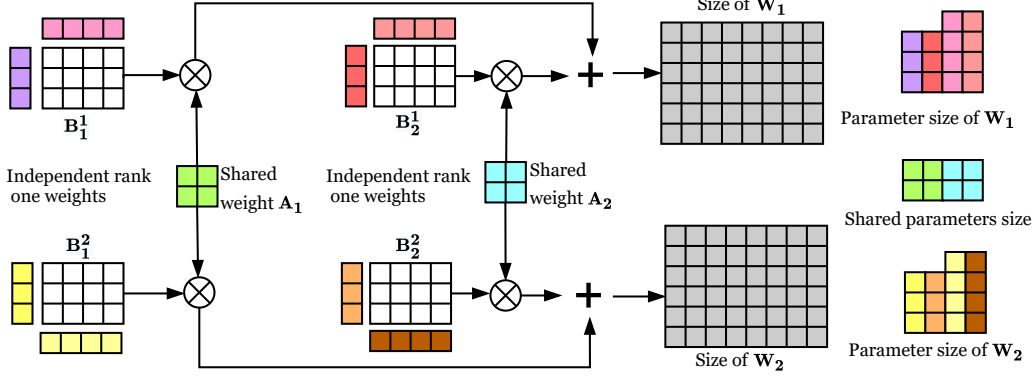 Size of W₁
B₁¹
B₂¹
Parameter size of W₁
Independent rank
one weights
Shared
weight A₁
Independent rank
one weights
Shared
weight A₂
Shared parameters size
B₁²
B₂²
Size of W₂
Parameter size of W₂